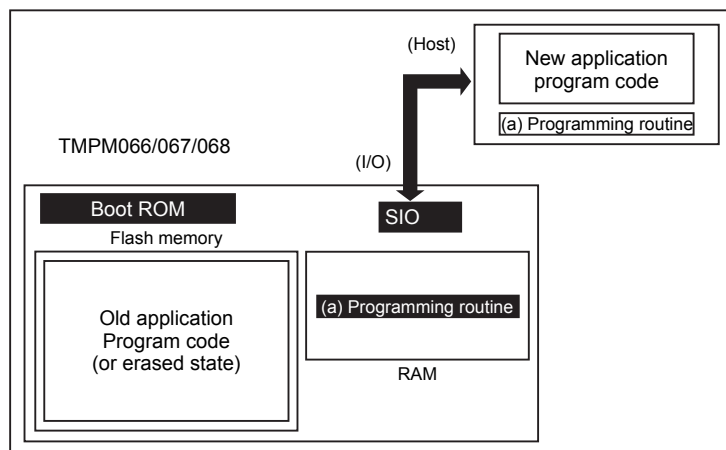 (Host)
New application
program code
(a) Programming routine
TMPM066/067/068
(I/O)
Boot ROM
SIO
Flash memory
Old application
Program code
(or erased state)
(a) Programming routine
RAM